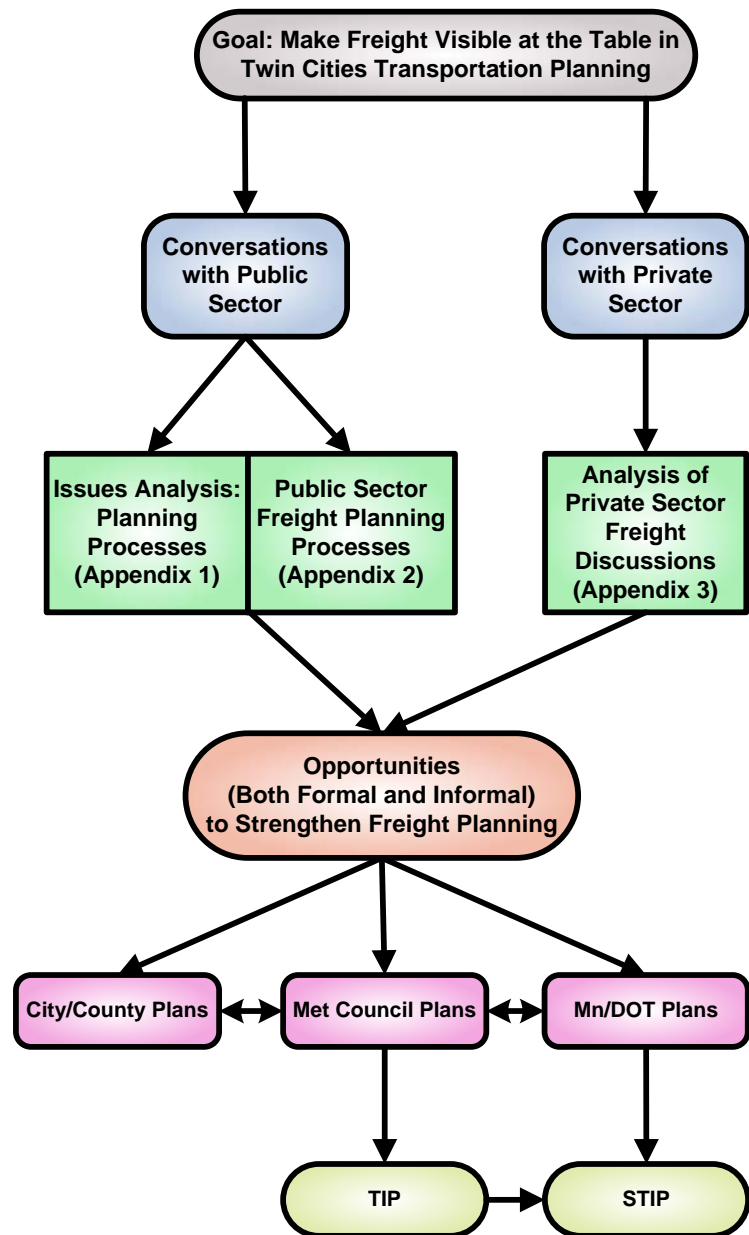 Goal: Make Freight Visible at the Table in
Twin Cities Transportation Planning
Conversations
with Public
Sector
Conversations
with Private
Sector
Issues Analysis:
Planning
Processes
(Appendix 1)
Public Sector
Freight Planning
Processes
(Appendix 2)
Analysis of
Private Sector
Freight
Discussions
(Appendix 3)
Opportunities
(Both Formal and Informal)
to Strengthen Freight Planning
City/County Plans
Met Council Plans
Mn/DOT Plans
TIP
STIP